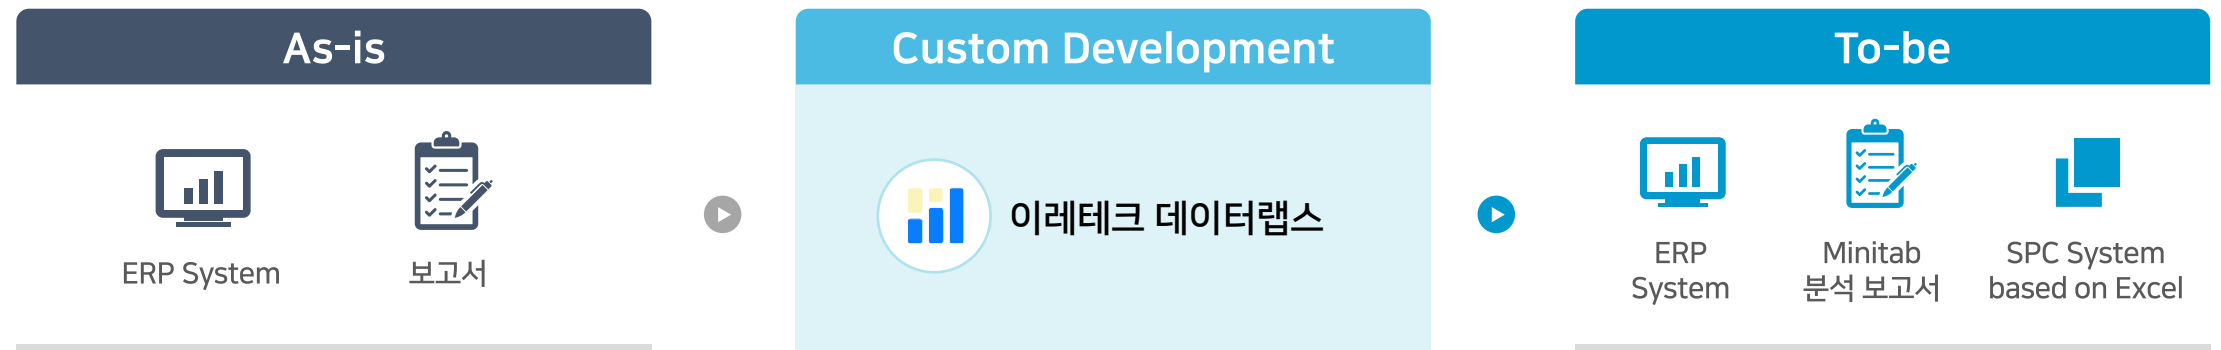 As-is
ERP System
보고서
Custom Development
이레테크 데이터랩스
To-be
ERP
System
Minitab
분석 보고서
SPC System
based on Excel